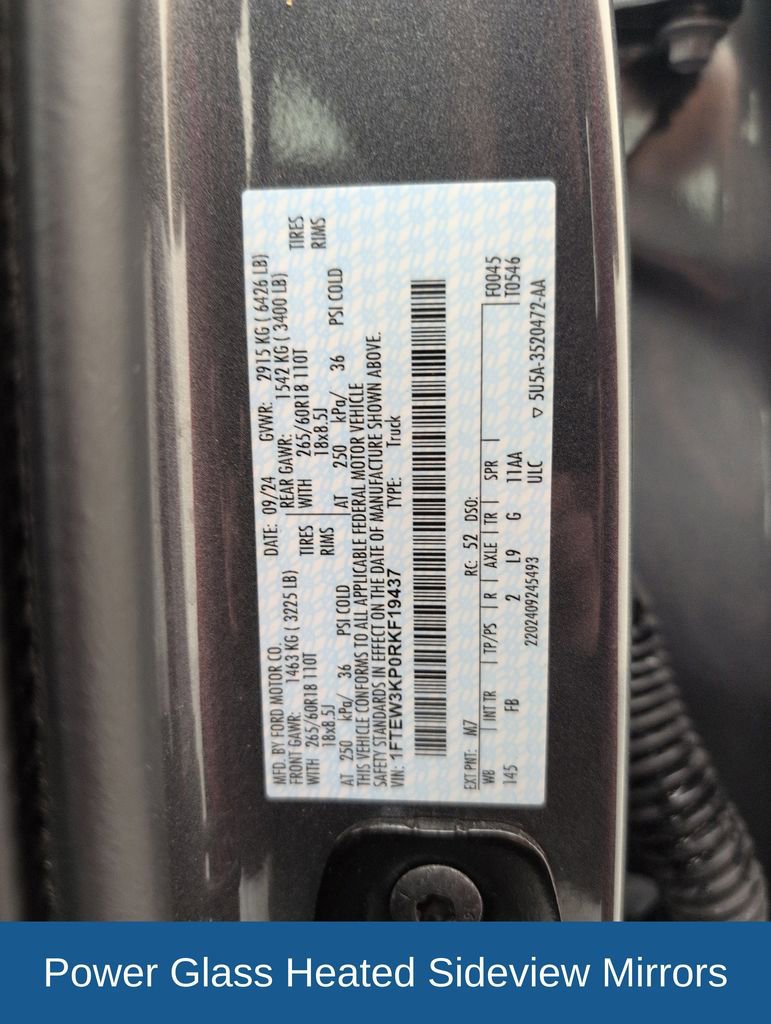 MFD. BY FORD MOTOR CO.
DATE: 09/24 GVWR: 2915 KG ( 6426 LB)
FRONT GAWR: 1463 KG ( 3225 LB)
REAR GAWR: 1542 KG ( 3400 LB)
WITH 265/60R18 110T TIRES
18x8.5J RIMS
AT 250 kPa/ 36 PSI COLD
WITH 265/60R18 110T TIRES
18x8.5J RIMS
AT 250 kPa/ 36 PSI COLD
THIS VEHICLE CONFORMS TO ALL APPLICABLE FEDERAL MOTOR VEHICLE
SAFETY STANDARDS IN EFFECT ON THE DATE OF MANUFACTURE SHOWN ABOVE.
VIN: 1FTEW3KP0RKF19437 TYPE: Truck
EXT PNT: M7 RC: 52 DSO:
WB INT TR TP/PS R AXLE TR SPR F0045
145 FB 2 L9 G 11AA T0546
2202409245493 ULC ▽ 5U5A-3520472-AA
Power Glass Heated Sideview Mirrors